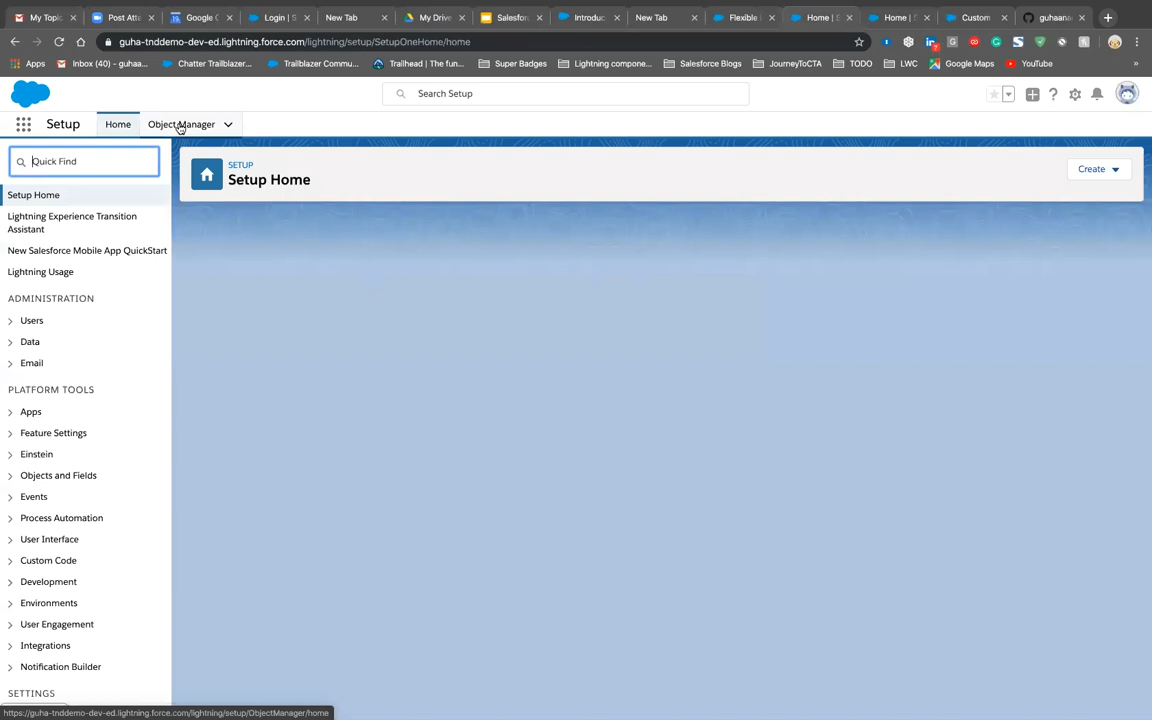 My Topic
Post Atte
Google C
Login | S
New Tab
My Drive
Salesforc
Introduc
New Tab
Flexible |
Home | S
Home | S
Custom
guhaana
guha-tnddemo-dev-ed.lightning.force.com/lightning/setup/SetupOneHome/home
Apps
Inbox (40) - guhaa...
Chatter Trailblazer...
Trailblazer Commu...
Trailhead | The fun...
Super Badges
Lightning compone...
Salesforce Blogs
JourneyToCTA
TODO
LWC
Google Maps
YouTube
»
Search Setup
Setup
Home
Object Manager
Quick Find
SETUP
Setup Home
Create
Setup Home
Lightning Experience Transition
Assistant
New Salesforce Mobile App QuickStart
Lightning Usage
ADMINISTRATION
Users
Data
Email
PLATFORM TOOLS
Apps
Feature Settings
Einstein
Objects and Fields
Events
Process Automation
User Interface
Custom Code
Development
Environments
User Engagement
Integrations
Notification Builder
SETTINGS
https://guha-tnddemo-dev-ed.lightning.force.com/lightning/setup/ObjectManager/home